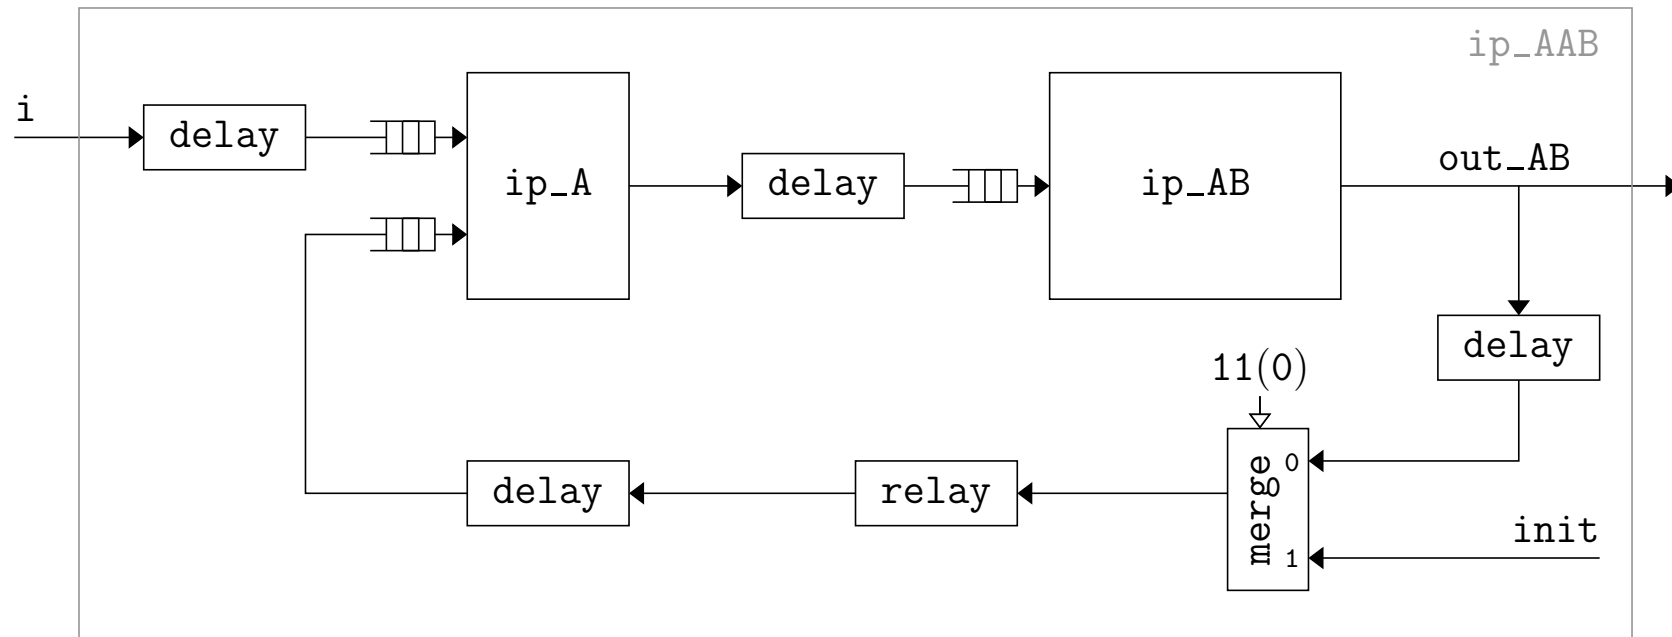 ip_AAB
i
delay
ip_A
delay
ip_AB
out_AB
delay
11(0)
delay
relay
merge
0
1
init